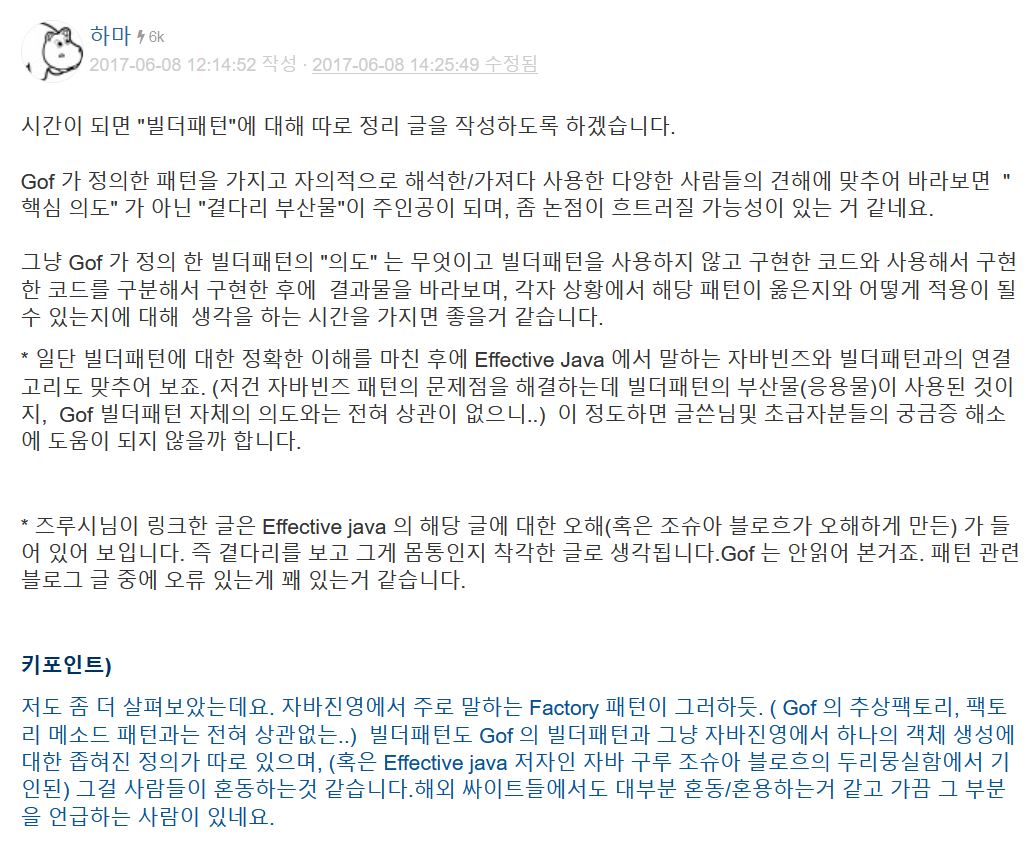 하마 6k
2017-06-08 12:14:52 작성 · 2017-06-08 14:25:49 수정됨
시간이 되면 "빌더패턴"에 대해 따로 정리 글을 작성하도록 하겠습니다.
Gof 가 정의한 패턴을 가지고 자의적으로 해석한/가져다 사용한 다양한 사람들의 견해에 맞추어 바라보면 "
핵심 의도" 가 아닌 "곁다리 부산물"이 주인공이 되며, 좀 논점이 흐트러질 가능성이 있는 거 같네요.
그냥 Gof 가 정의 한 빌더패턴의 "의도" 는 무엇이고 빌더패턴을 사용하지 않고 구현한 코드와 사용해서 구현
한 코드를 구분해서 구현한 후에 결과물을 바라보며, 각자 상황에서 해당 패턴이 옳은지와 어떻게 적용이 될
수 있는지에 대해 생각을 하는 시간을 가지면 좋을거 같습니다.
* 일단 빌더패턴에 대한 정확한 이해를 마친 후에 Effective Java 에서 말하는 자바빈즈와 빌더패턴과의 연결
고리도 맞추어 보죠. (저건 자바빈즈 패턴의 문제점을 해결하는데 빌더패턴의 부산물(응용물)이 사용된 것이
지, Gof 빌더패턴 자체의 의도와는 전혀 상관이 없으니..) 이 정도하면 글쓴님및 초급자분들의 궁금증 해소
에 도움이 되지 않을까 합니다.
* 즈루시님이 링크한 글은 Effective java 의 해당 글에 대한 오해(혹은 조슈아 블로흐가 오해하게 만든) 가 들
어 있어 보입니다. 즉 곁다리를 보고 그게 몸통인지 착각한 글로 생각됩니다.Gof 는 안읽어 본거죠. 패턴 관련
블로그 글 중에 오류 있는게 꽤 있는거 같습니다.
키포인트)
저도 좀 더 살펴보았는데요. 자바진영에서 주로 말하는 Factory 패턴이 그러하듯. ( Gof 의 추상팩토리, 팩토
리 메소드 패턴과는 전혀 상관없는..) 빌더패턴도 Gof 의 빌더패턴과 그냥 자바진영에서 하나의 객체 생성에
대한 좁혀진 정의가 따로 있으며, (혹은 Effective java 저자인 자바 구루 조슈아 블로흐의 두리뭉실함에서 기
인된) 그걸 사람들이 혼동하는것 같습니다.해외 싸이트들에서도 대부분 혼동/혼용하는거 같고 가끔 그 부분
을 언급하는 사람이 있네요.